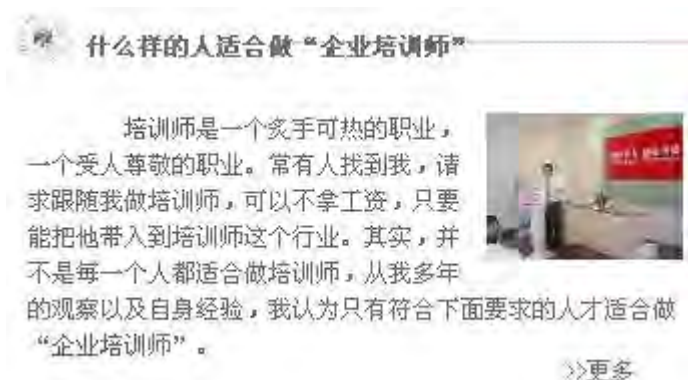 什么样的人适合做“企业培训师”
培训师是一个炙手可热的职业，
一个受人尊敬的职业。常有人找到我，请
求跟随我做培训师，可以不拿工资，只要
能把他带入到培训师这个行业。其实，并
不是每一个人都适合做培训师，从我多年
的观察以及自身经验，我认为只有符合下面要求的人才适合做
“企业培训师”。
>>更多